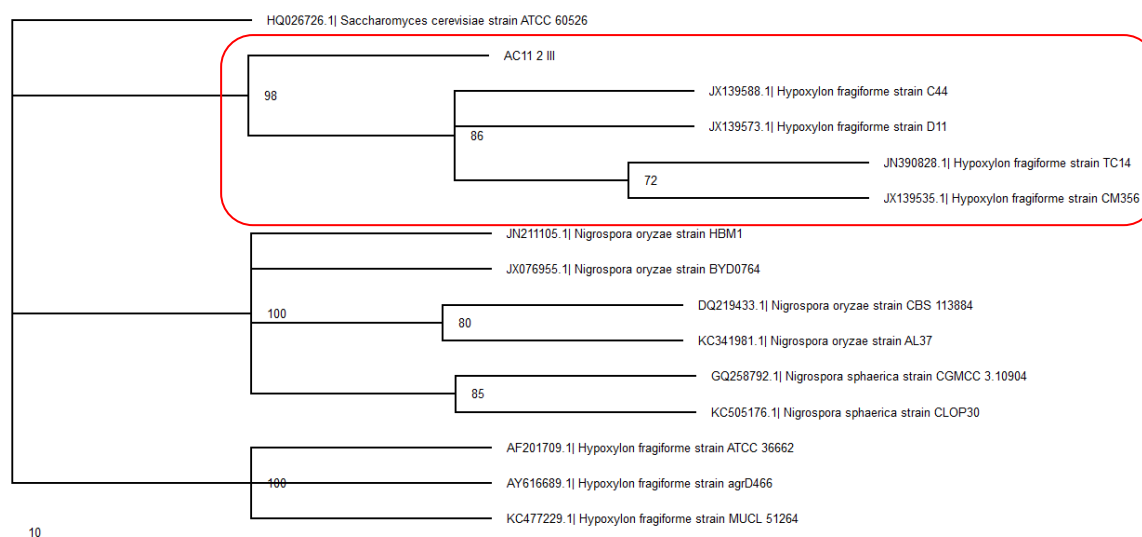 HQ026726.1| Saccharomyces cerevisiae strain ATCC 60526
AC11 2 III
98
JX139588.1| Hypoxylon fragiforme strain C44
JX139573.1| Hypoxylon fragiforme strain D11
86
JN390828.1| Hypoxylon fragiforme strain TC14
72
JX139535.1| Hypoxylon fragiforme strain CM356
JN211105.1| Nigrospora oryzae strain HBM1
JX076955.1| Nigrospora oryzae strain BYD0764
DQ219433.1| Nigrospora oryzae strain CBS 113884
100
80
KC341981.1| Nigrospora oryzae strain AL37
GQ258792.1| Nigrospora sphaerica strain CGMCC 3.10904
85
KC505176.1| Nigrospora sphaerica strain CLOP30
AF201709.1| Hypoxylon fragiforme strain ATCC 36662
100
AY616689.1| Hypoxylon fragiforme strain agrD466
KC477229.1| Hypoxylon fragiforme strain MUCL 51264
10